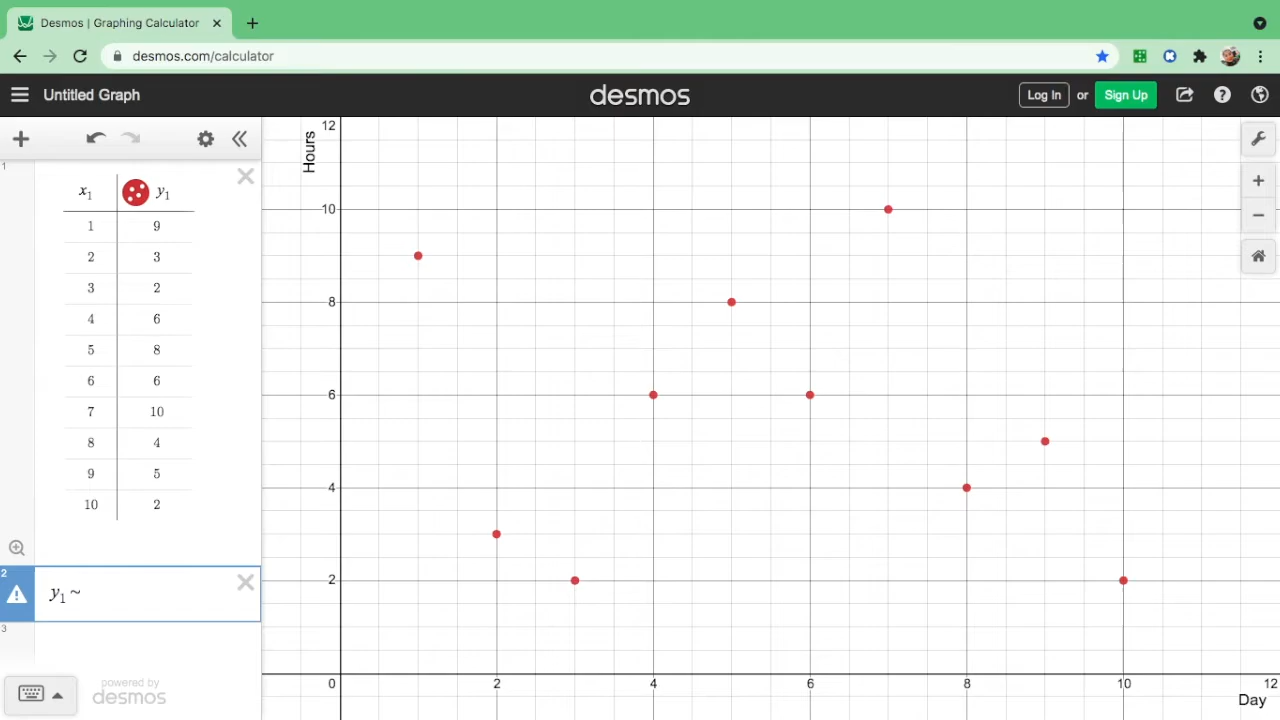 Desmos | Graphing Calculator
desmos.com/calculator
Untitled Graph
desmos
Log In or Sign Up
1
x₁ y₁
1 9
2 3
3 2
4 6
5 8
6 6
7 10
8 4
9 5
10 2
2
y₁ ~
3
powered by
desmos
Hours
12
10
8
6
4
2
0 2 4 6 8 10 12
Day